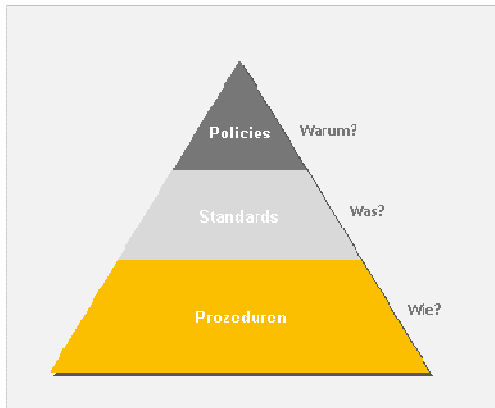 Policies
Warum?
Standards
Was?
Prozeduren
Wie?